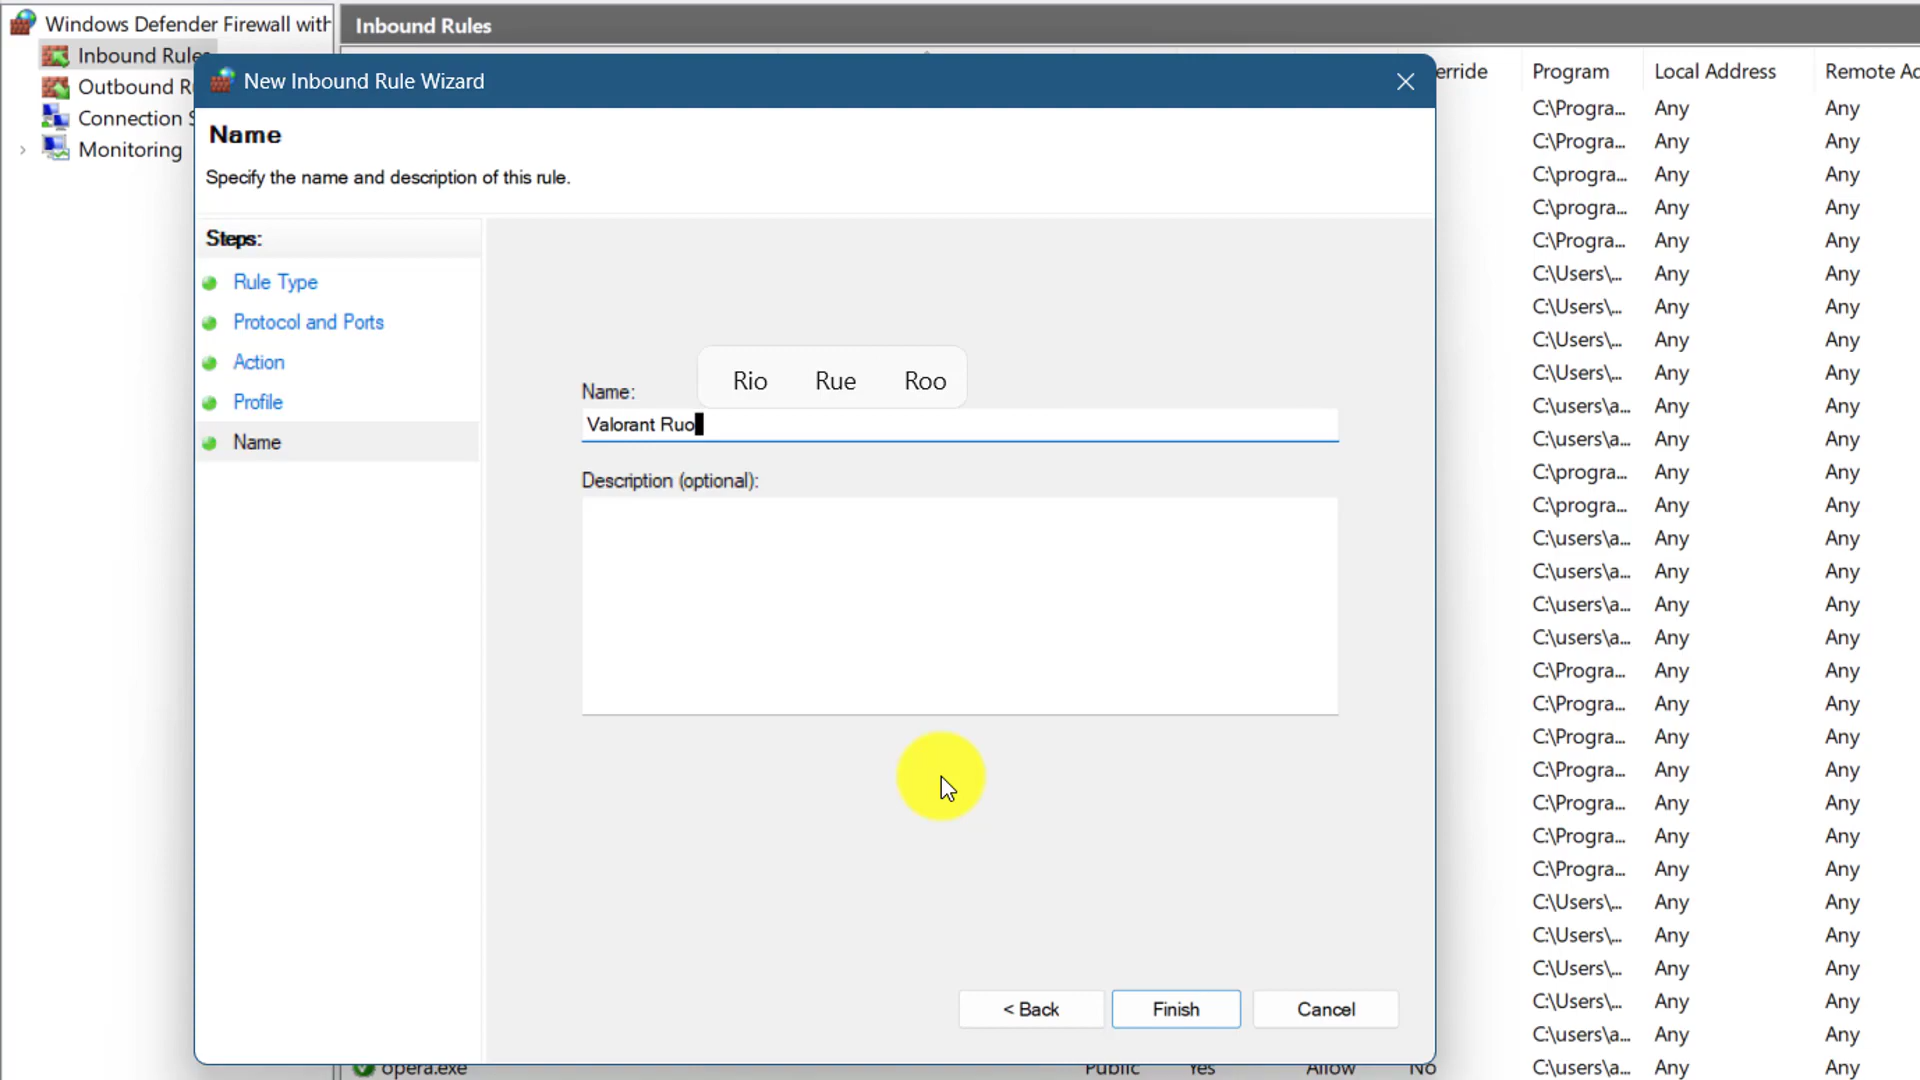 Windows Defender Firewall with
Inbound Rules
Outbound R
Connection S
Monitoring
Inbound Rules
New Inbound Rule Wizard
Name
Specify the name and description of this rule.
Steps:
Rule Type
Protocol and Ports
Action
Profile
Name
Rio Rue Roo
Name:
Valorant Ruo
Description (optional):
< Back Finish Cancel
erride Program Local Address Remote Ad
C:\Progra... Any Any
C:\Progra... Any Any
C:\progra... Any Any
C:\progra... Any Any
C:\Progra... Any Any
C:\Users\... Any Any
C:\Users\... Any Any
C:\Users\... Any Any
C:\Users\... Any Any
C:\users\a... Any Any
C:\users\a... Any Any
C:\progra... Any Any
C:\progra... Any Any
C:\users\a... Any Any
C:\users\a... Any Any
C:\users\a... Any Any
C:\users\a... Any Any
C:\Progra... Any Any
C:\Progra... Any Any
C:\Progra... Any Any
C:\Progra... Any Any
C:\Progra... Any Any
C:\Progra... Any Any
C:\Progra... Any Any
C:\Users\... Any Any
C:\Users\... Any Any
C:\Users\... Any Any
C:\Users\... Any Any
C:\users\a... Any Any
opera.exe Public Yes Allow No C:\users\a... Any Any